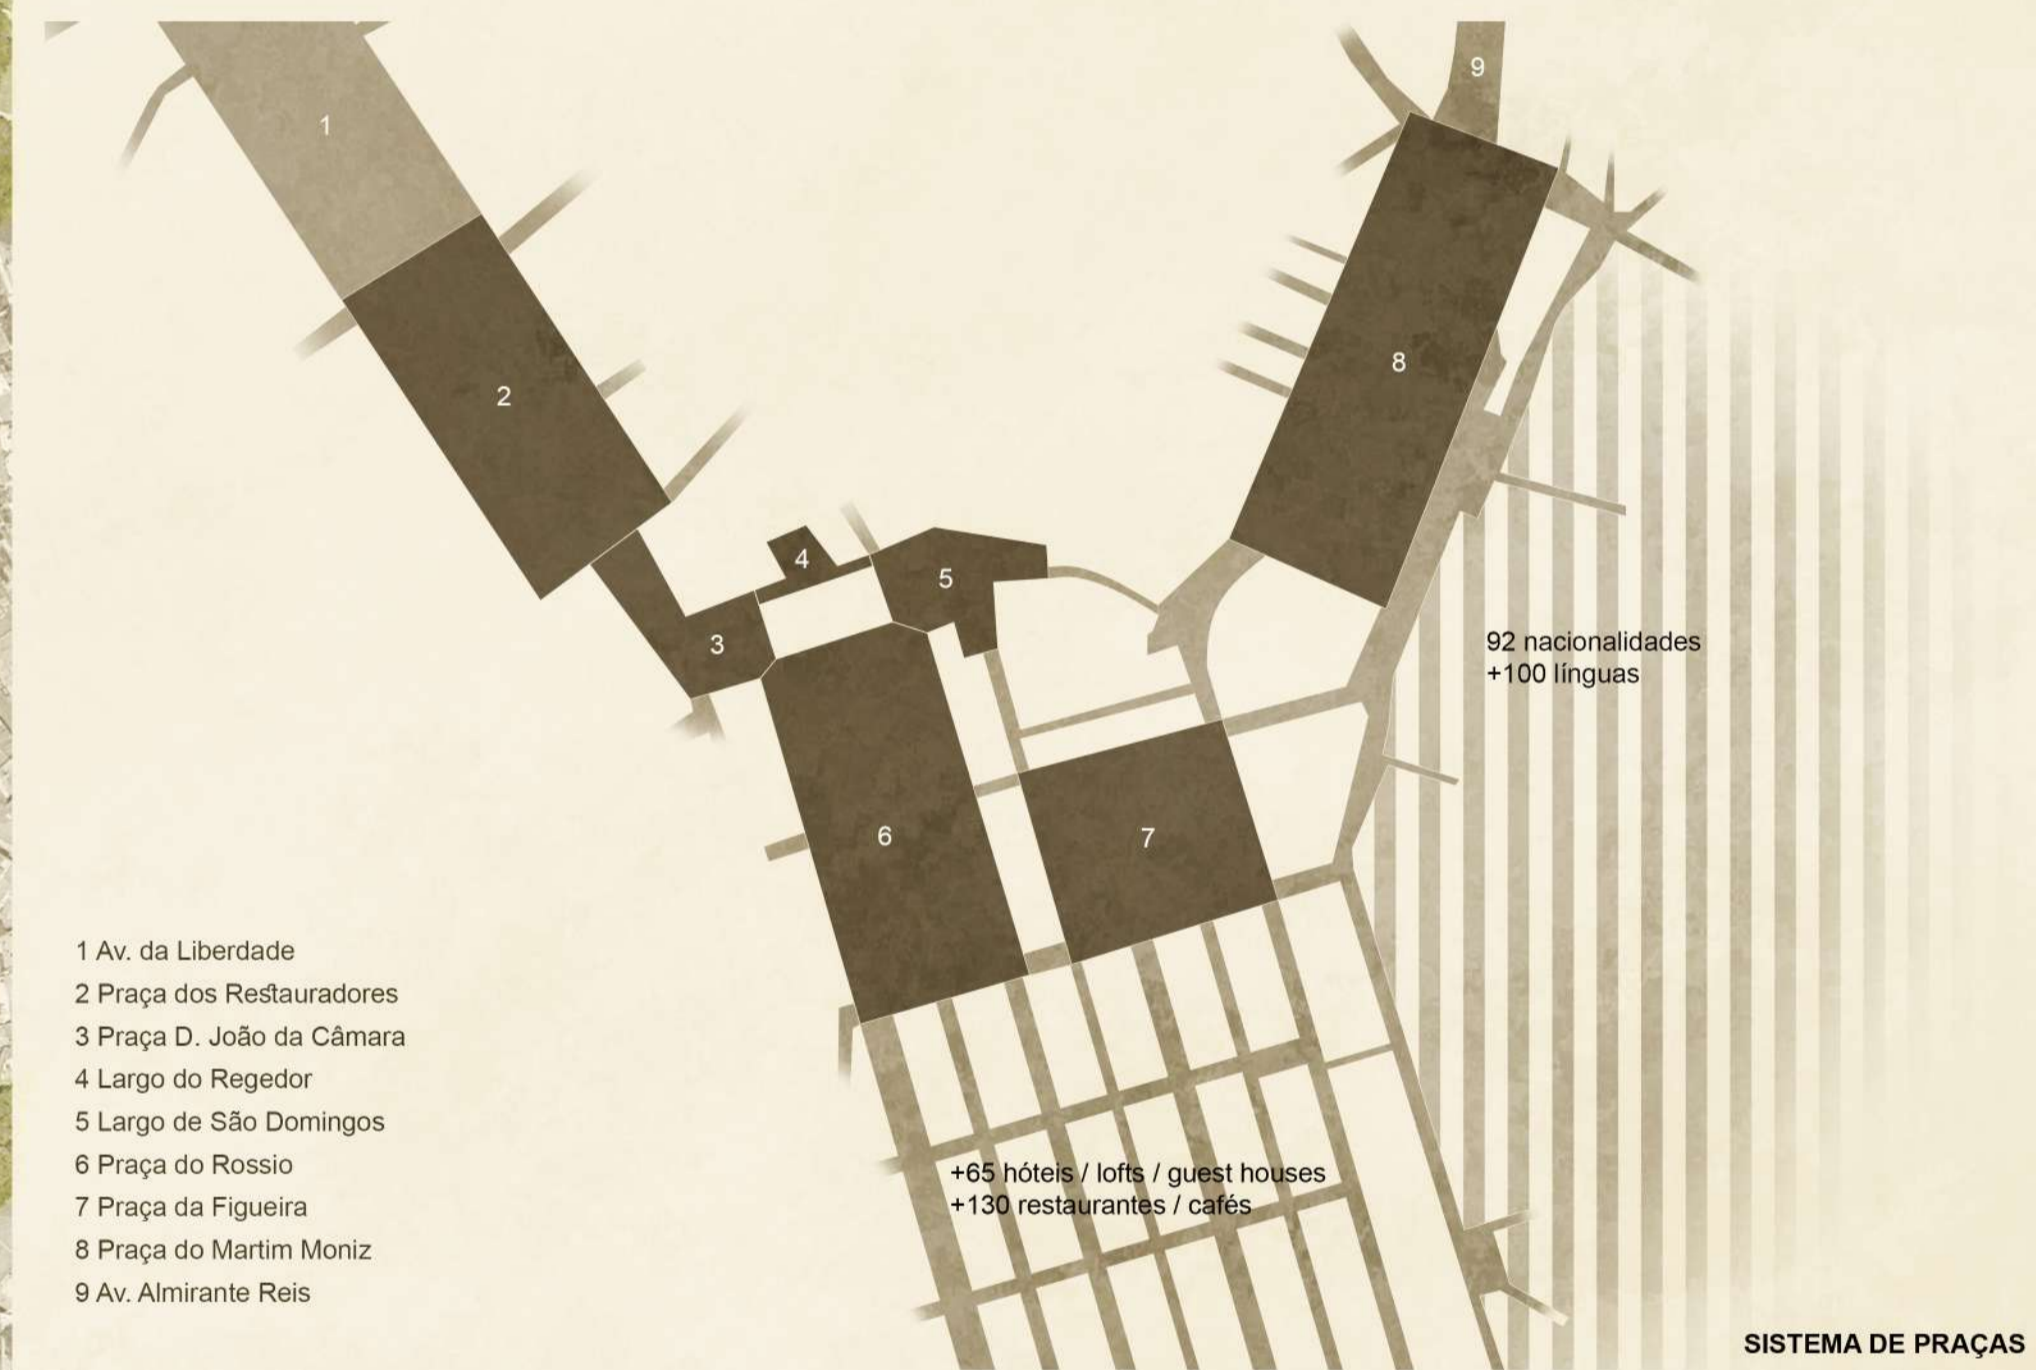 1
9
8
2
4
5
3
92 nacionalidades
+100 línguas
6
7
1 Av. da Liberdade
2 Praça dos Restauradores
3 Praça D. João da Câmara
4 Largo do Regedor
5 Largo de São Domingos
6 Praça do Rossio
7 Praça da Figueira
8 Praça do Martim Moniz
9 Av. Almirante Reis
+65 hóteis / lofts / guest houses
+130 restaurantes / cafés
SISTEMA DE PRAÇAS